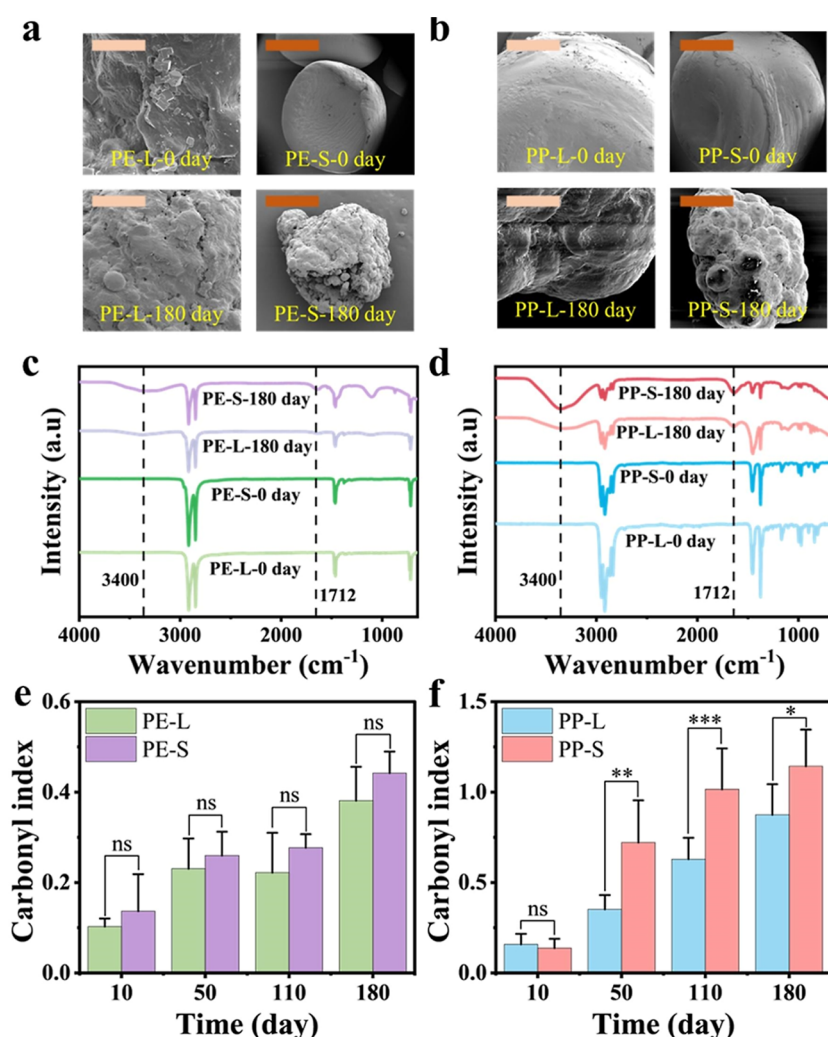 a
b
PE-L-0 day
PE-S-0 day
PP-L-0 day
PP-S-0 day
PE-L-180 day
PE-S-180 day
PP-L-180 day
PP-S-180 day
c
d
Intensity (a.u)
PE-S-180 day
PE-L-180 day
PE-S-0 day
PE-L-0 day
3400
1712
4000
3000
2000
1000
Wavenumber (cm⁻¹)
Intensity (a.u)
PP-S-180 day
PP-L-180 day
PP-S-0 day
PP-L-0 day
3400
1712
4000
3000
2000
1000
Wavenumber (cm⁻¹)
e
f
Carbonyl index
0.6
0.4
0.2
0.0
PE-L
PE-S
ns
ns
ns
ns
10
50
110
180
Time (day)
Carbonyl index
1.5
1.0
0.5
0.0
PP-L
PP-S
ns
**
***
*
10
50
110
180
Time (day)